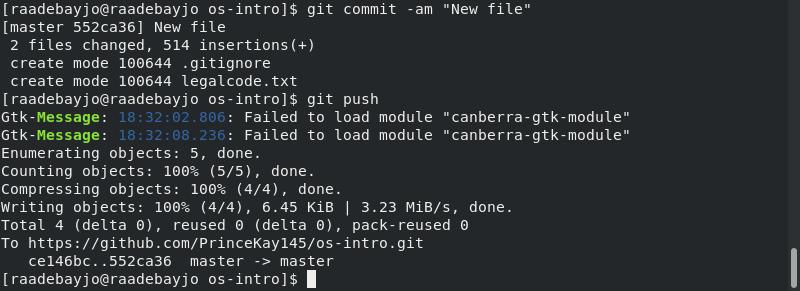 [raadebayjo@raadebayjo os-intro]$ git commit -am "New file"
[master 552ca36] New file
 2 files changed, 514 insertions(+)
 create mode 100644 .gitignore
 create mode 100644 legalcode.txt
[raadebayjo@raadebayjo os-intro]$ git push
Gtk-Message: 18:32:02.806: Failed to load module "canberra-gtk-module"
Gtk-Message: 18:32:08.236: Failed to load module "canberra-gtk-module"
Enumerating objects: 5, done.
Counting objects: 100% (5/5), done.
Compressing objects: 100% (4/4), done.
Writing objects: 100% (4/4), 6.45 KiB | 3.23 MiB/s, done.
Total 4 (delta 0), reused 0 (delta 0), pack-reused 0
To https://github.com/PrinceKay145/os-intro.git
   ce146bc..552ca36  master -> master
[raadebayjo@raadebayjo os-intro]$